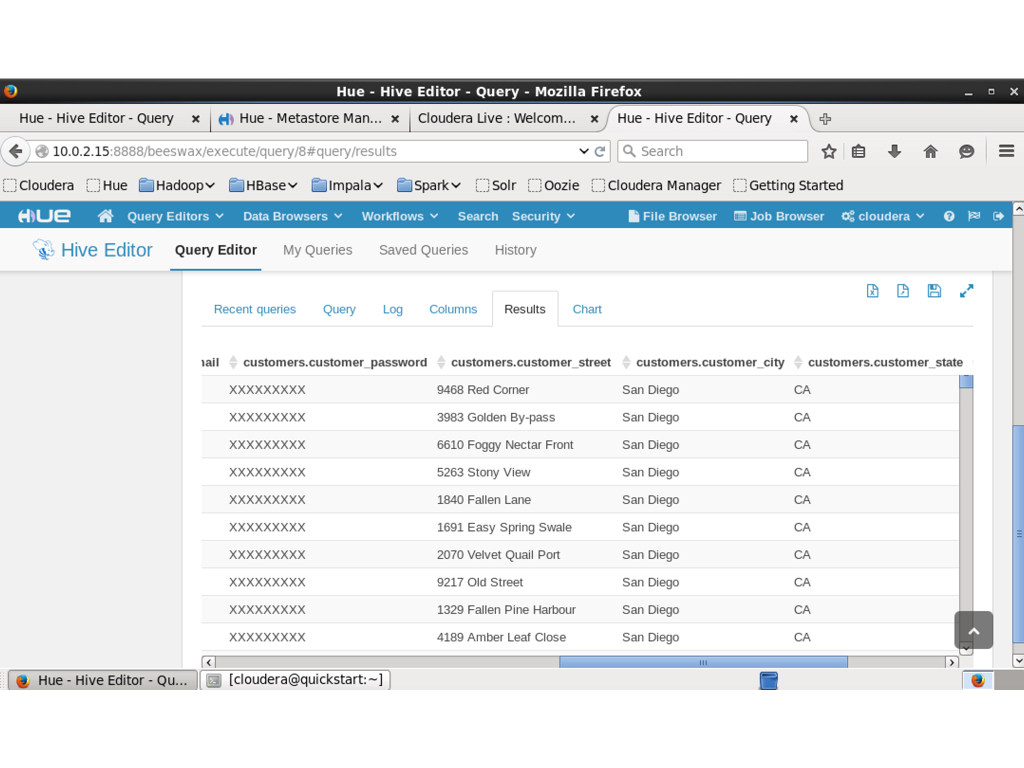 Hue - Hive Editor - Query - Mozilla Firefox
Hue - Hive Editor - Query Hue - Metastore Man... Cloudera Live : Welcom... Hue - Hive Editor - Query
10.0.2.15:8888/beeswax/execute/query/8#query/results Search
Cloudera Hue Hadoop HBase Impala Spark Solr Oozie Cloudera Manager Getting Started
HUE Query Editors Data Browsers Workflows Search Security File Browser Job Browser cloudera
Hive Editor Query Editor My Queries Saved Queries History
Recent queries Query Log Columns Results Chart
nail customers.customer_password customers.customer_street customers.customer_city customers.customer_state
XXXXXXXXX 9468 Red Corner San Diego CA
XXXXXXXXX 3983 Golden By-pass San Diego CA
XXXXXXXXX 6610 Foggy Nectar Front San Diego CA
XXXXXXXXX 5263 Stony View San Diego CA
XXXXXXXXX 1840 Fallen Lane San Diego CA
XXXXXXXXX 1691 Easy Spring Swale San Diego CA
XXXXXXXXX 2070 Velvet Quail Port San Diego CA
XXXXXXXXX 9217 Old Street San Diego CA
XXXXXXXXX 1329 Fallen Pine Harbour San Diego CA
XXXXXXXXX 4189 Amber Leaf Close San Diego CA
Hue - Hive Editor - Qu... [cloudera@quickstart:~]